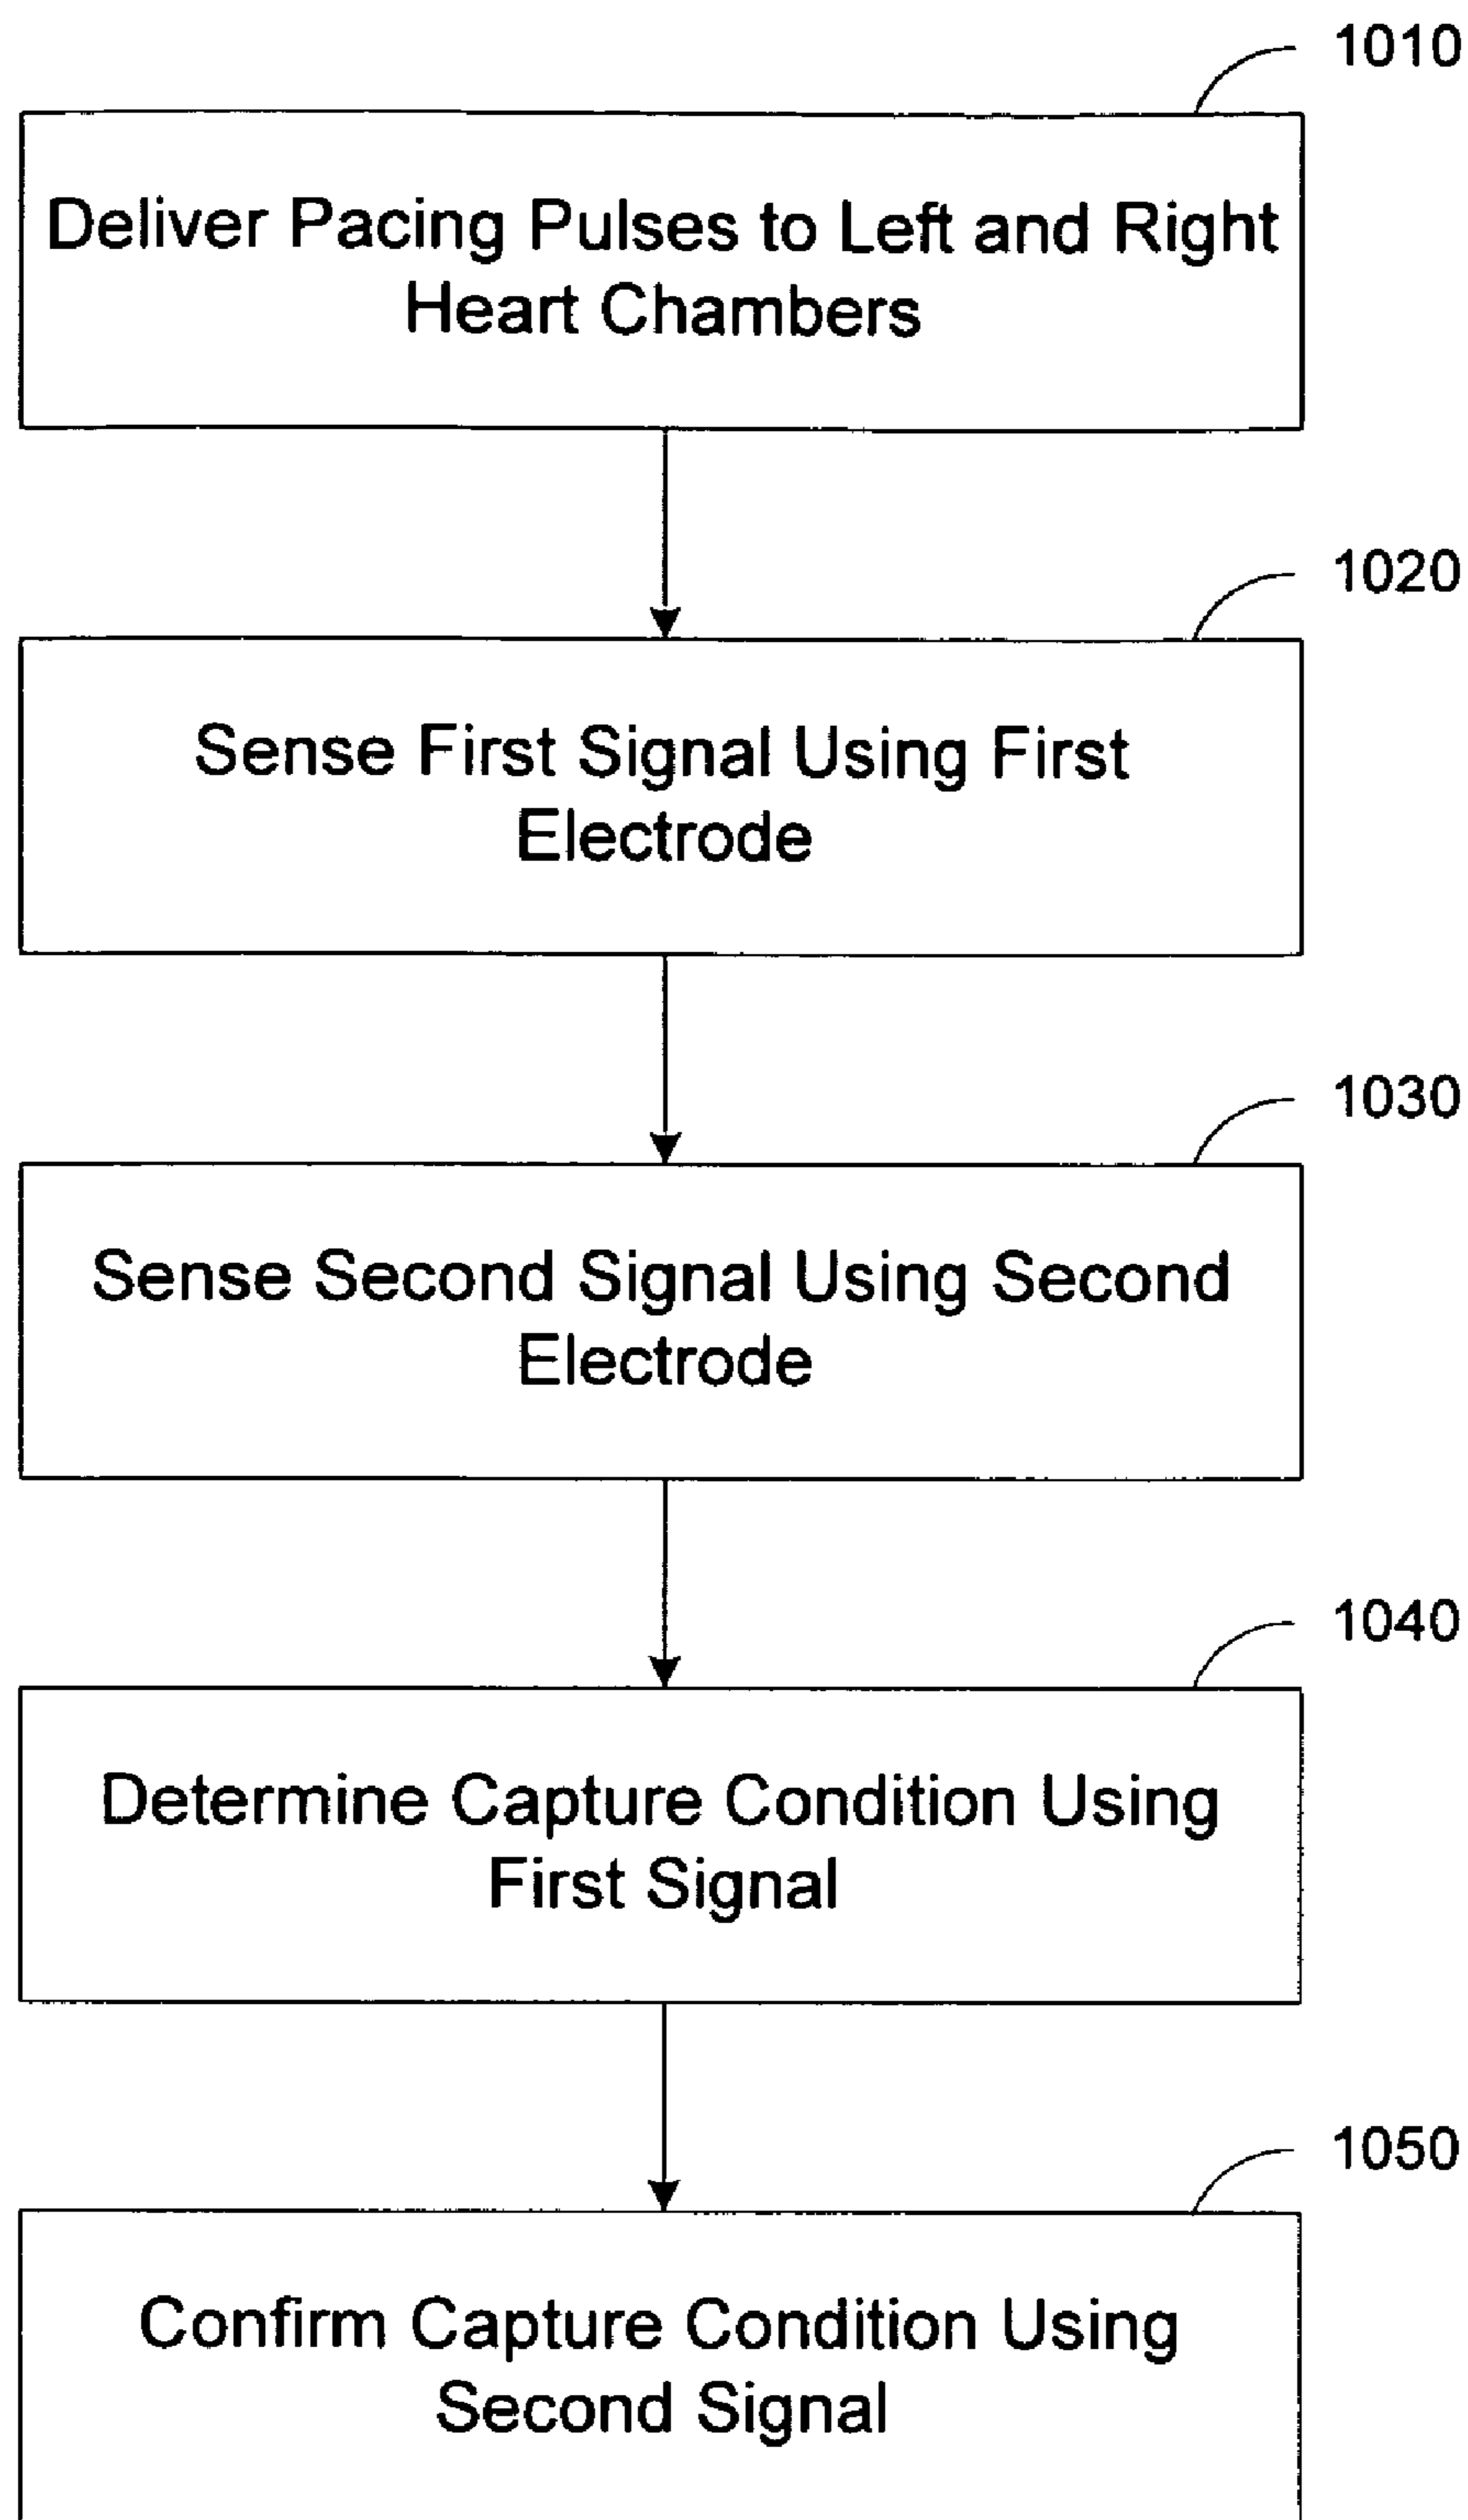 1010
Deliver Pacing Pulses to Left and Right
Heart Chambers
1020
Sense First Signal Using First
Electrode
1030
Sense Second Signal Using Second
Electrode
1040
Determine Capture Condition Using
First Signal
1050
Confirm Capture Condition Using
Second Signal